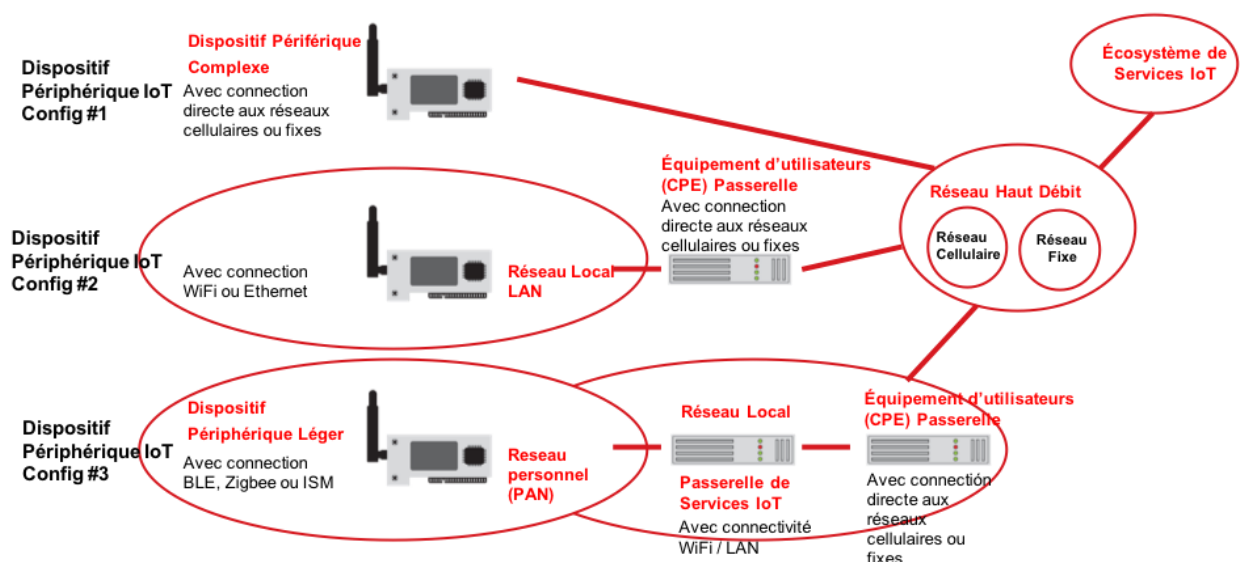 Dispositif
Périphérique IoT
Config #1
Dispositif Périférique
Complexe
Avec connection
directe aux réseaux
cellulaires ou fixes
Écosystème de
Services IoT
Dispositif
Périphérique IoT
Config #2
Avec connection
WiFi ou Ethernet
Réseau Local
LAN
Équipement d’utilisateurs
(CPE) Passerelle
Avec connection
directe aux réseaux
cellulaires ou fixes
Réseau Haut Débit
Réseau
Cellulaire
Réseau
Fixe
Dispositif
Périphérique IoT
Config #3
Dispositif
Périphérique Léger
Avec connection
BLE, Zigbee ou ISM
Reseau
personnel
(PAN)
Réseau Local
Passerelle de
Services IoT
Avec connectivité
WiFi / LAN
Équipement d’utilisateurs
(CPE) Passerelle
Avec connection
directe aux
réseaux
cellulaires ou
fixes